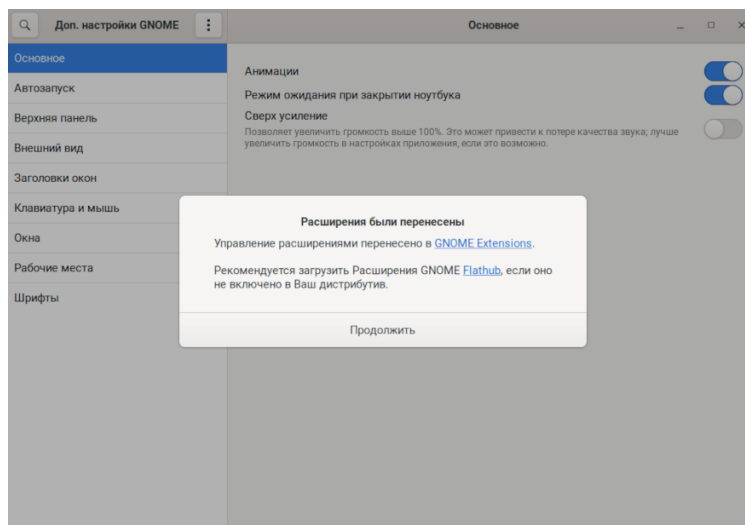 Доп. настройки GNOME
Основное
Основное
Автозапуск
Верхняя панель
Внешний вид
Заголовки окон
Клавиатура и мышь
Окна
Рабочие места
Шрифты
Анимации
Режим ожидания при закрытии ноутбука
Сверх усиление
Позволяет увеличить громкость выше 100%. Это может привести к потере качества звука; лучше
увеличить громкость в настройках приложения, если это возможно.
Расширения были перенесены
Управление расширениями перенесено в GNOME Extensions.
Рекомендуется загрузить Расширения GNOME Flathub, если оно
не включено в Ваш дистрибутив.
Продолжить